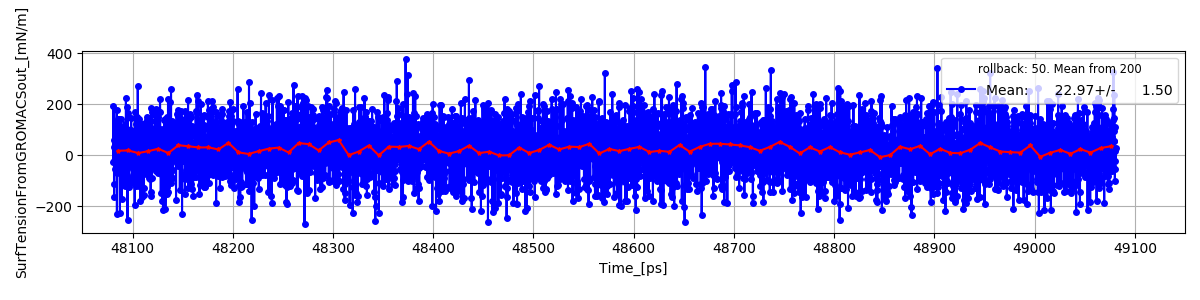 SurfTensionFromGROMACSout_[mN/m]
400
200
0
−200
rollback: 50. Mean from 200
Mean: 22.97+/- 1.50
48100 48200 48300 48400 48500 48600 48700 48800 48900 49000 49100
Time_[ps]